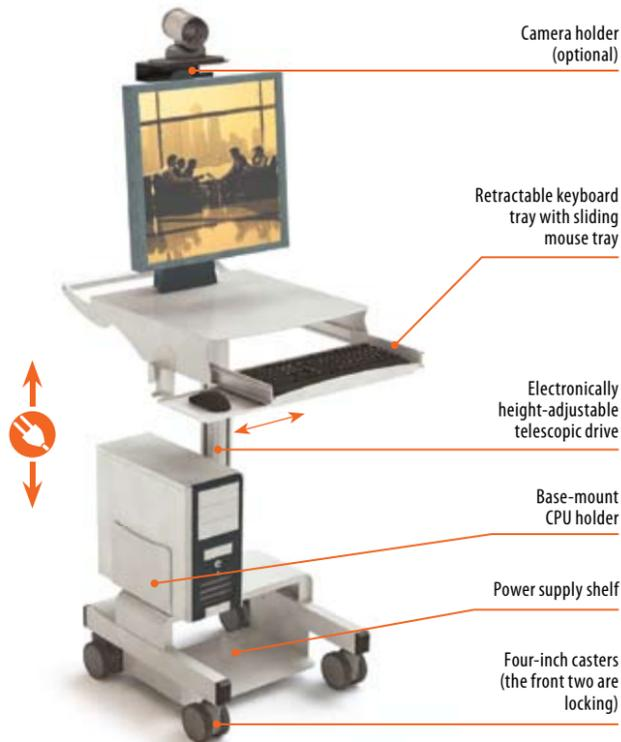 Camera holder
(optional)
Retractable keyboard
tray with sliding
mouse tray
Electronically
height-adjustable
telescopic drive
Base-mount
CPU holder
Power supply shelf
Four-inch casters
(the front two are
locking)